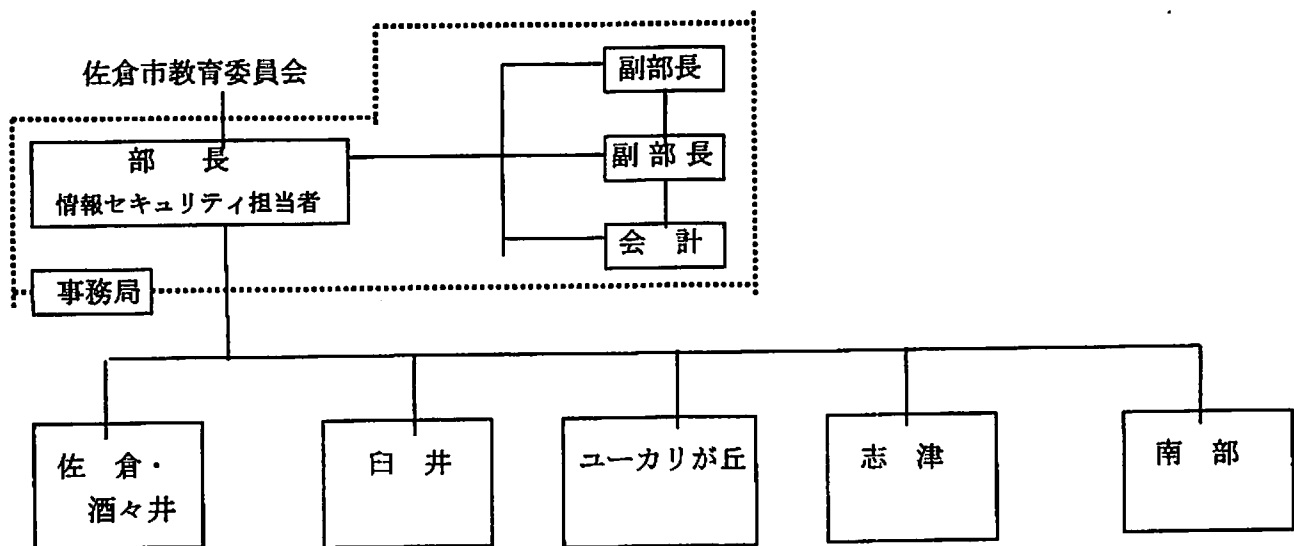 佐倉市教育委員会
副部長
部 長
情報セキュリティ担当者
副 部 長
会 計
事務局
佐 倉・
酒々井
臼 井
ユーカリが丘
志 津
南 部